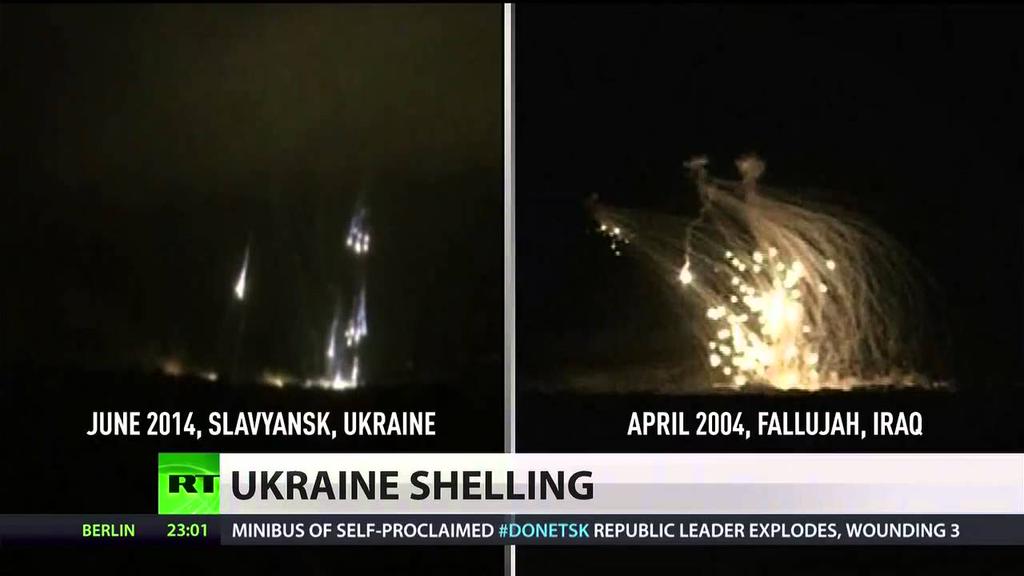 JUNE 2014, SLAVYANSK, UKRAINE
APRIL 2004, FALLUJAH, IRAQ
RT UKRAINE SHELLING
BERLIN 23:01 MINIBUS OF SELF-PROCLAIMED #DONETSK REPUBLIC LEADER EXPLODES, WOUNDING 3